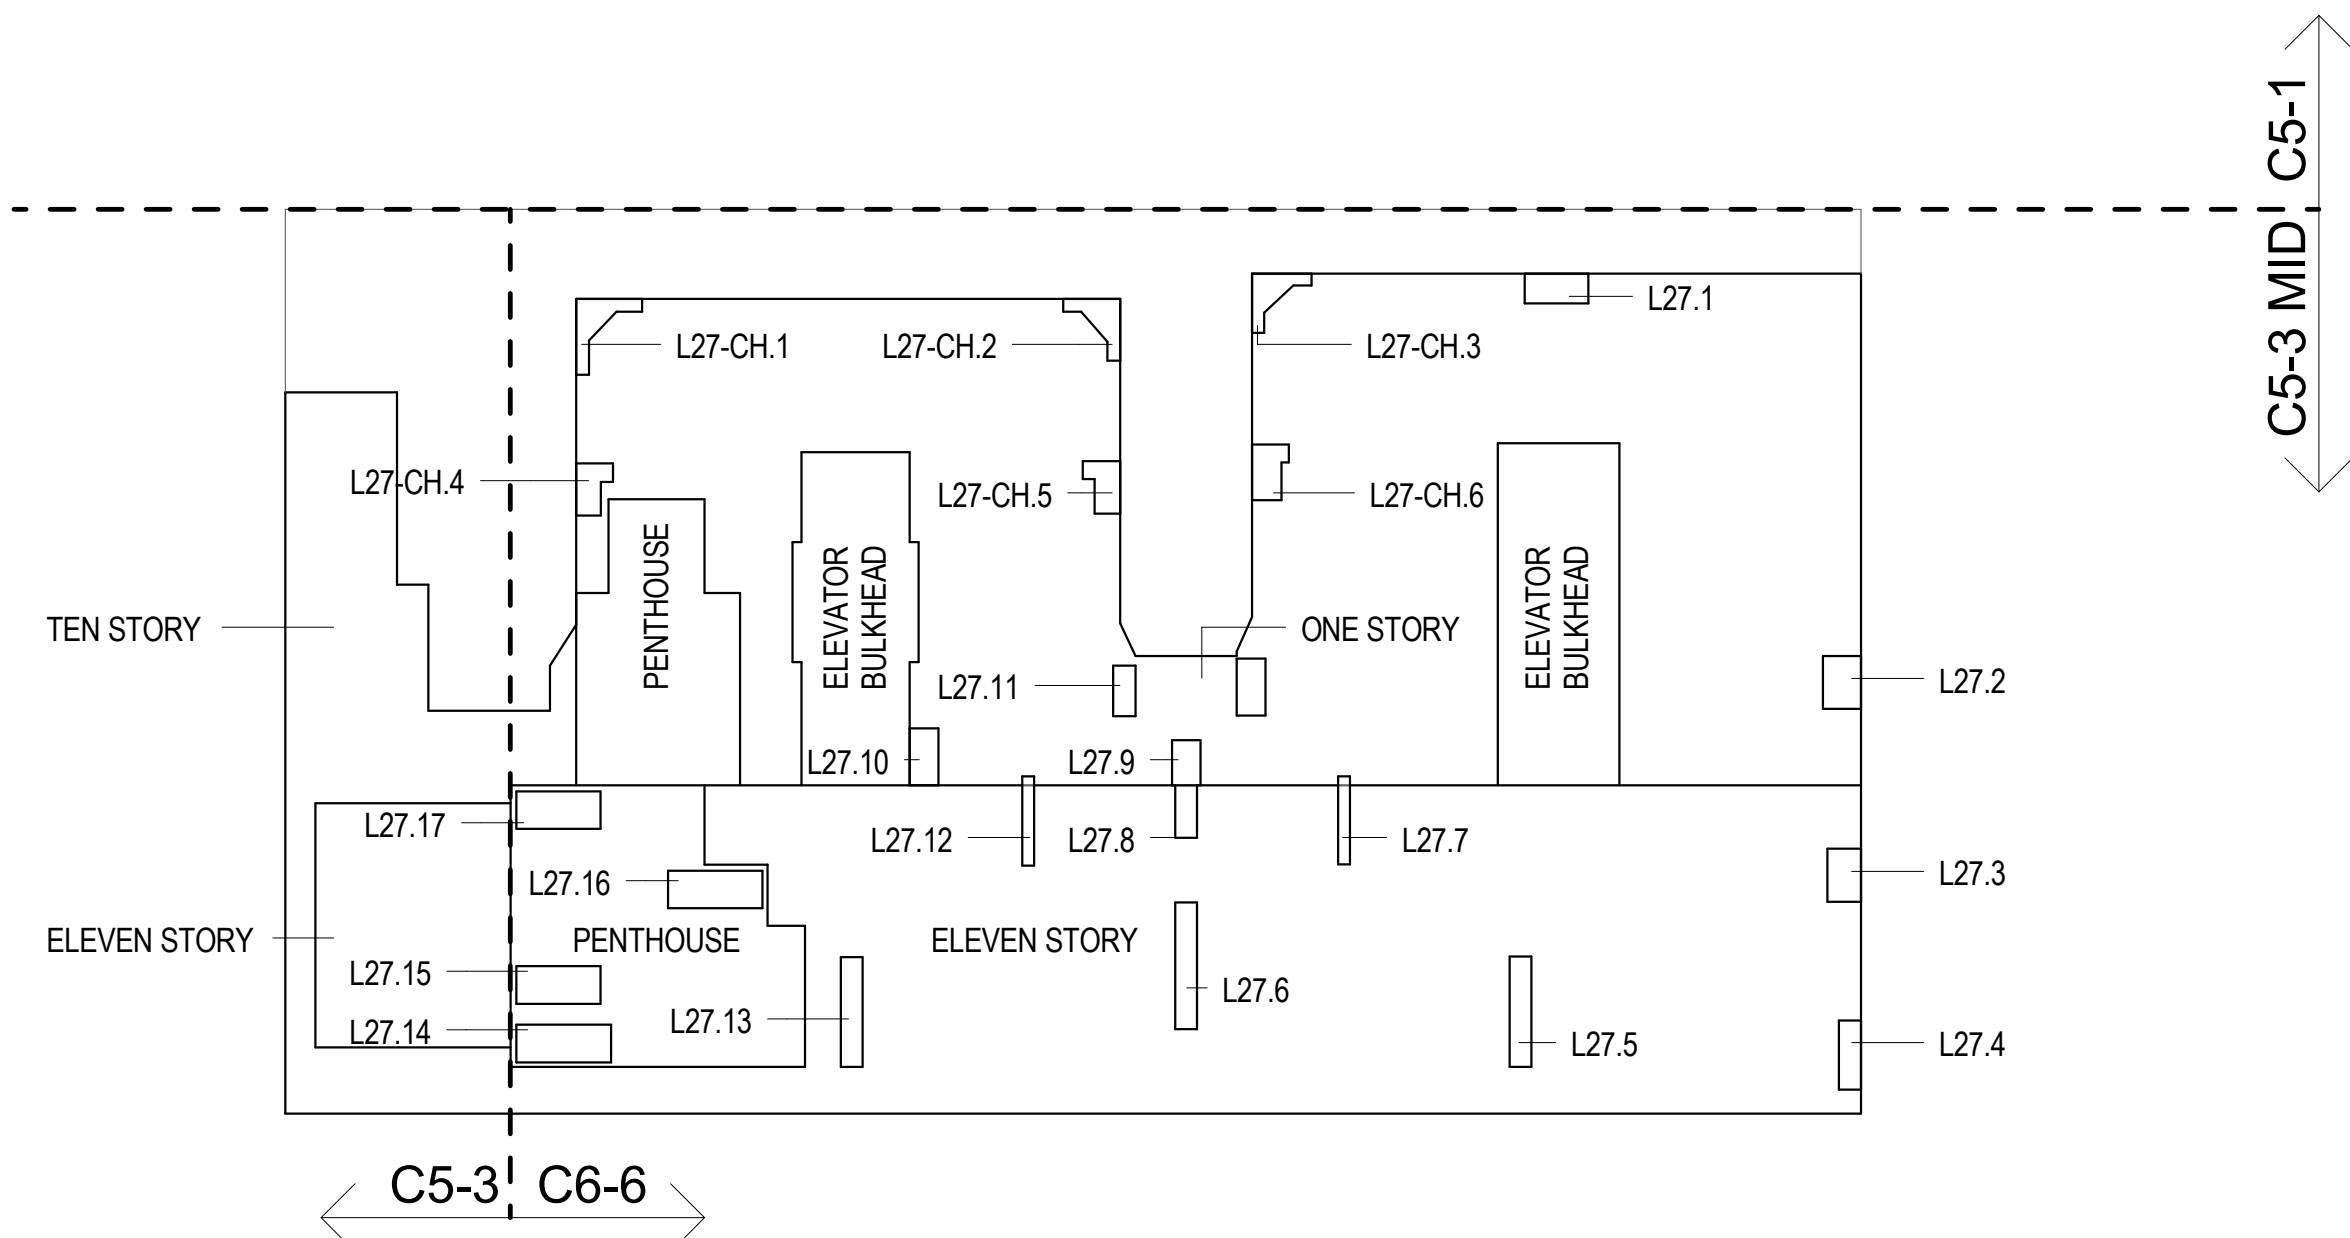 C5-1
C5-3 MID
L27.1
L27-CH.1
L27-CH.2
L27-CH.3
L27-CH.4
L27-CH.5
L27-CH.6
PENTHOUSE
ELEVATOR
BULKHEAD
ELEVATOR
BULKHEAD
TEN STORY
ONE STORY
L27.11
L27.2
L27.10
L27.9
L27.17
L27.12
L27.8
L27.7
L27.16
L27.3
ELEVEN STORY
PENTHOUSE
ELEVEN STORY
L27.15
L27.6
L27.14
L27.13
L27.5
L27.4
C5-3
C6-6